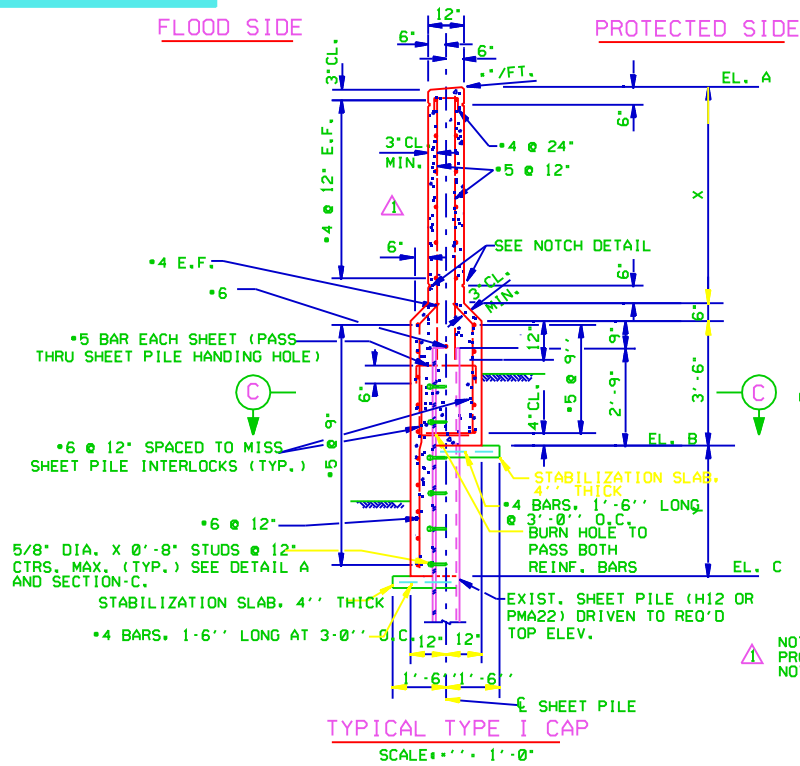 FLOOD SIDE
12"
PROTECTED SIDE
6"
6"
3"CL.
"/FT.
EL. A
6"
#4 @ 12" E.F.
3"CL
MIN.
#4 @ 24"
#5 @ 12"
X
1
6"
SEE NOTCH DETAIL
#4 E.F.
#6
3"CL.
MIN.
6"
6"
#5 BAR EACH SHEET (PASS
THRU SHEET PILE HANDING HOLE)
12"
#5 @ 9''
9"
2'-9"
3'-6"
6"
C
C
#5 @ 9"
4"CL.
#6 @ 12" SPACED TO MISS
SHEET PILE INTERLOCKS (TYP.)
EL. B
STABILIZATION SLAB.
4'' THICK
#4 BARS. 1'-6'' LONG
@ 3'-0'' O.C.
BURN HOLE TO
PASS BOTH
REINF. BARS
Y
#6 @ 12"
5/8" DIA. X 0'-8" STUDS @ 12"
CTRS. MAX. (TYP.) SEE DETAIL A
AND SECTION-C.
EL. C
STABILIZATION SLAB. 4'' THICK
EXIST. SHEET PILE (H12 OR
PMA22) DRIVEN TO REQ'D
TOP ELEV.
#4 BARS. 1-6'' LONG AT 3-0'' O.C.
12"
12"
1'-6"
1'-6''
1
NO
PR
NO
℄ SHEET PILE
TYPICAL TYPE I CAP
SCALE: 1'-0"